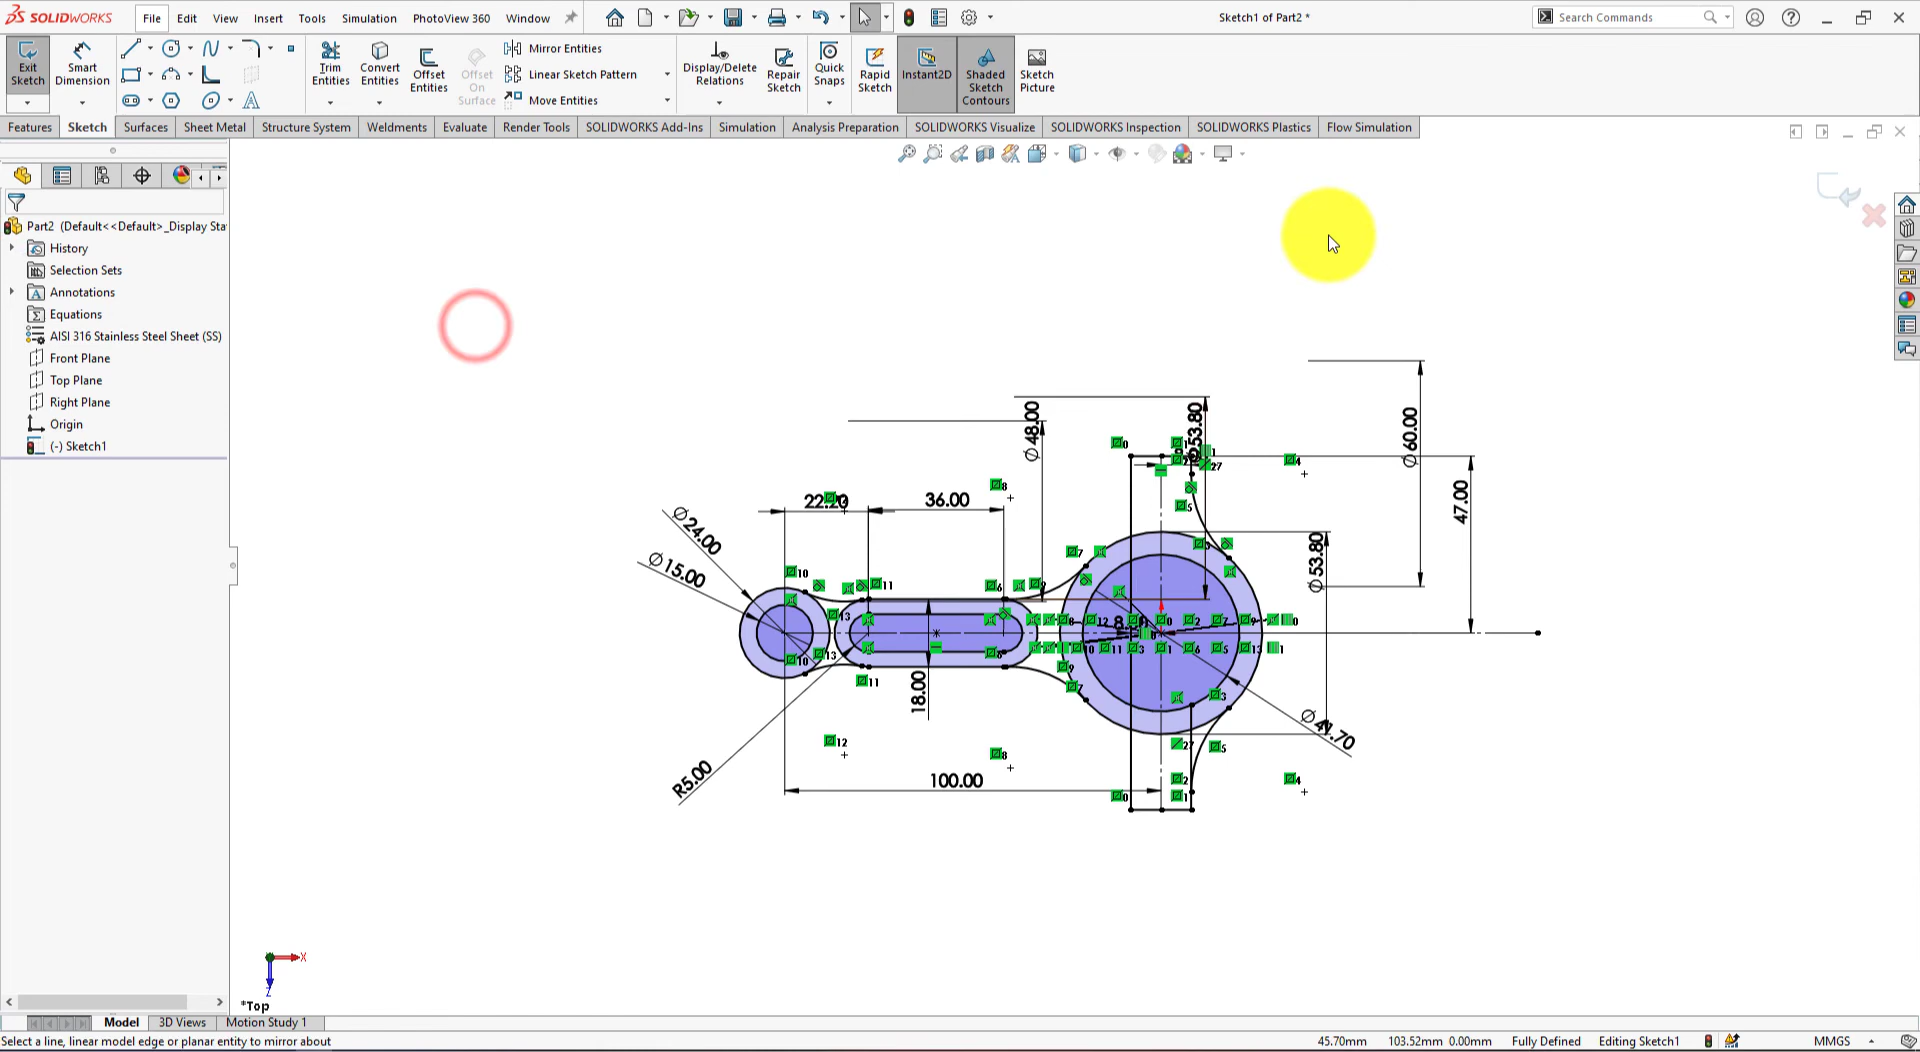 SOLIDWORKS File Edit View Insert Tools Simulation PhotoView 360 Window Sketch1 of Part2 * Search Commands
Exit Sketch
Smart Dimension
Trim Entities
Convert Entities
Offset Entities
Offset On Surface
Mirror Entities
Linear Sketch Pattern
Move Entities
Display/Delete Relations
Repair Sketch
Quick Snaps
Rapid Sketch
Instant2D
Shaded Sketch Contours
Sketch Picture
Features Sketch Surfaces Sheet Metal Structure System Weldments Evaluate Render Tools SOLIDWORKS Add-Ins Simulation Analysis Preparation SOLIDWORKS Visualize SOLIDWORKS Inspection SOLIDWORKS Plastics Flow Simulation
Part2 (Default<<Default>_Display Sta
History
Selection Sets
Annotations
Equations
AISI 316 Stainless Steel Sheet (SS)
Front Plane
Top Plane
Right Plane
Origin
(-) Sketch1
∅48.00
∅53.80
∅60.00
47.00
22.20
36.00
∅24.00
∅15.00
∅53.80
18.00
R5.00
100.00
X
Z
*Top
Model 3D Views Motion Study 1
Select a line, linear model edge or planar entity to mirror about 45.70mm 103.52mm 0.00mm Fully Defined Editing Sketch1 MMGS